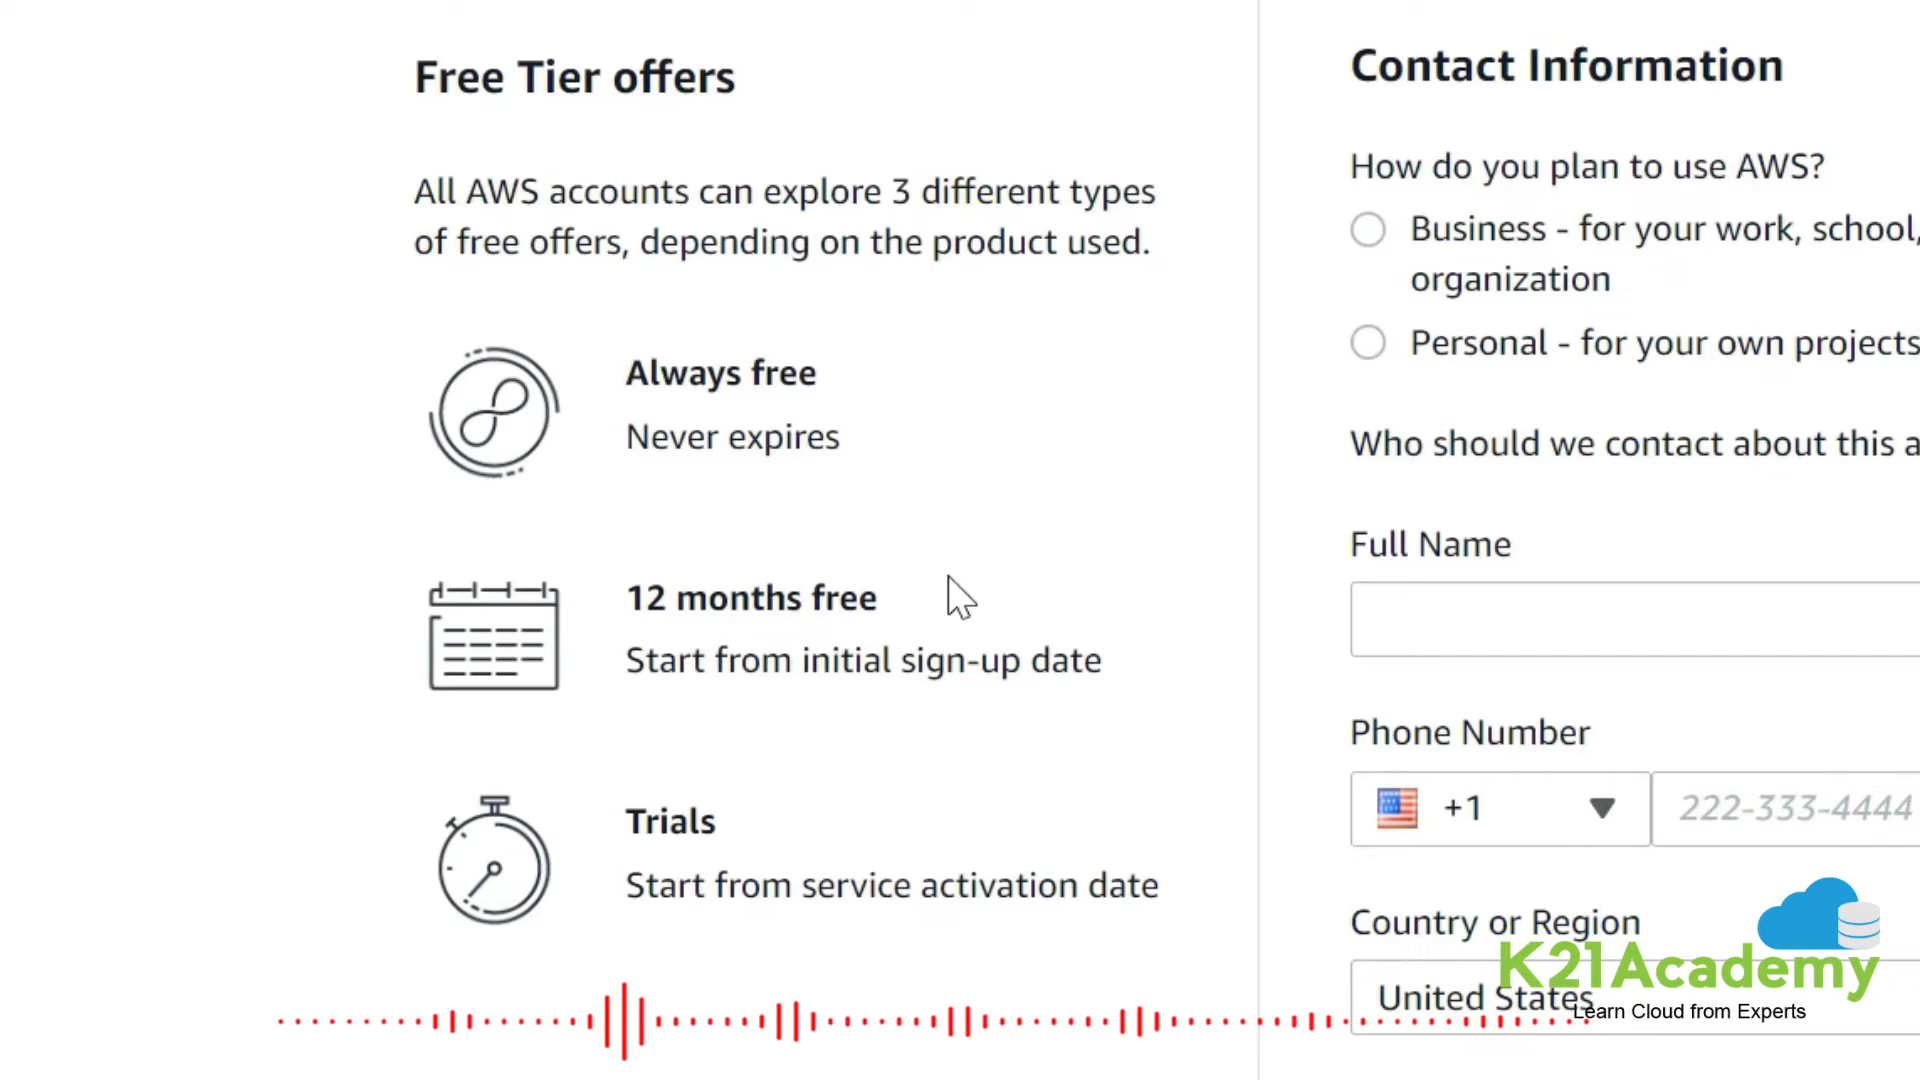 Free Tier offers
All AWS accounts can explore 3 different types
of free offers, depending on the product used.
Always free
Never expires
12 months free
Start from initial sign-up date
Trials
Start from service activation date
Contact Information
How do you plan to use AWS?
Business - for your work, school,
organization
Personal - for your own projects
Who should we contact about this a
Full Name
Phone Number
+1
222-333-4444
Country or Region
United States
K21Academy
Learn Cloud from Experts